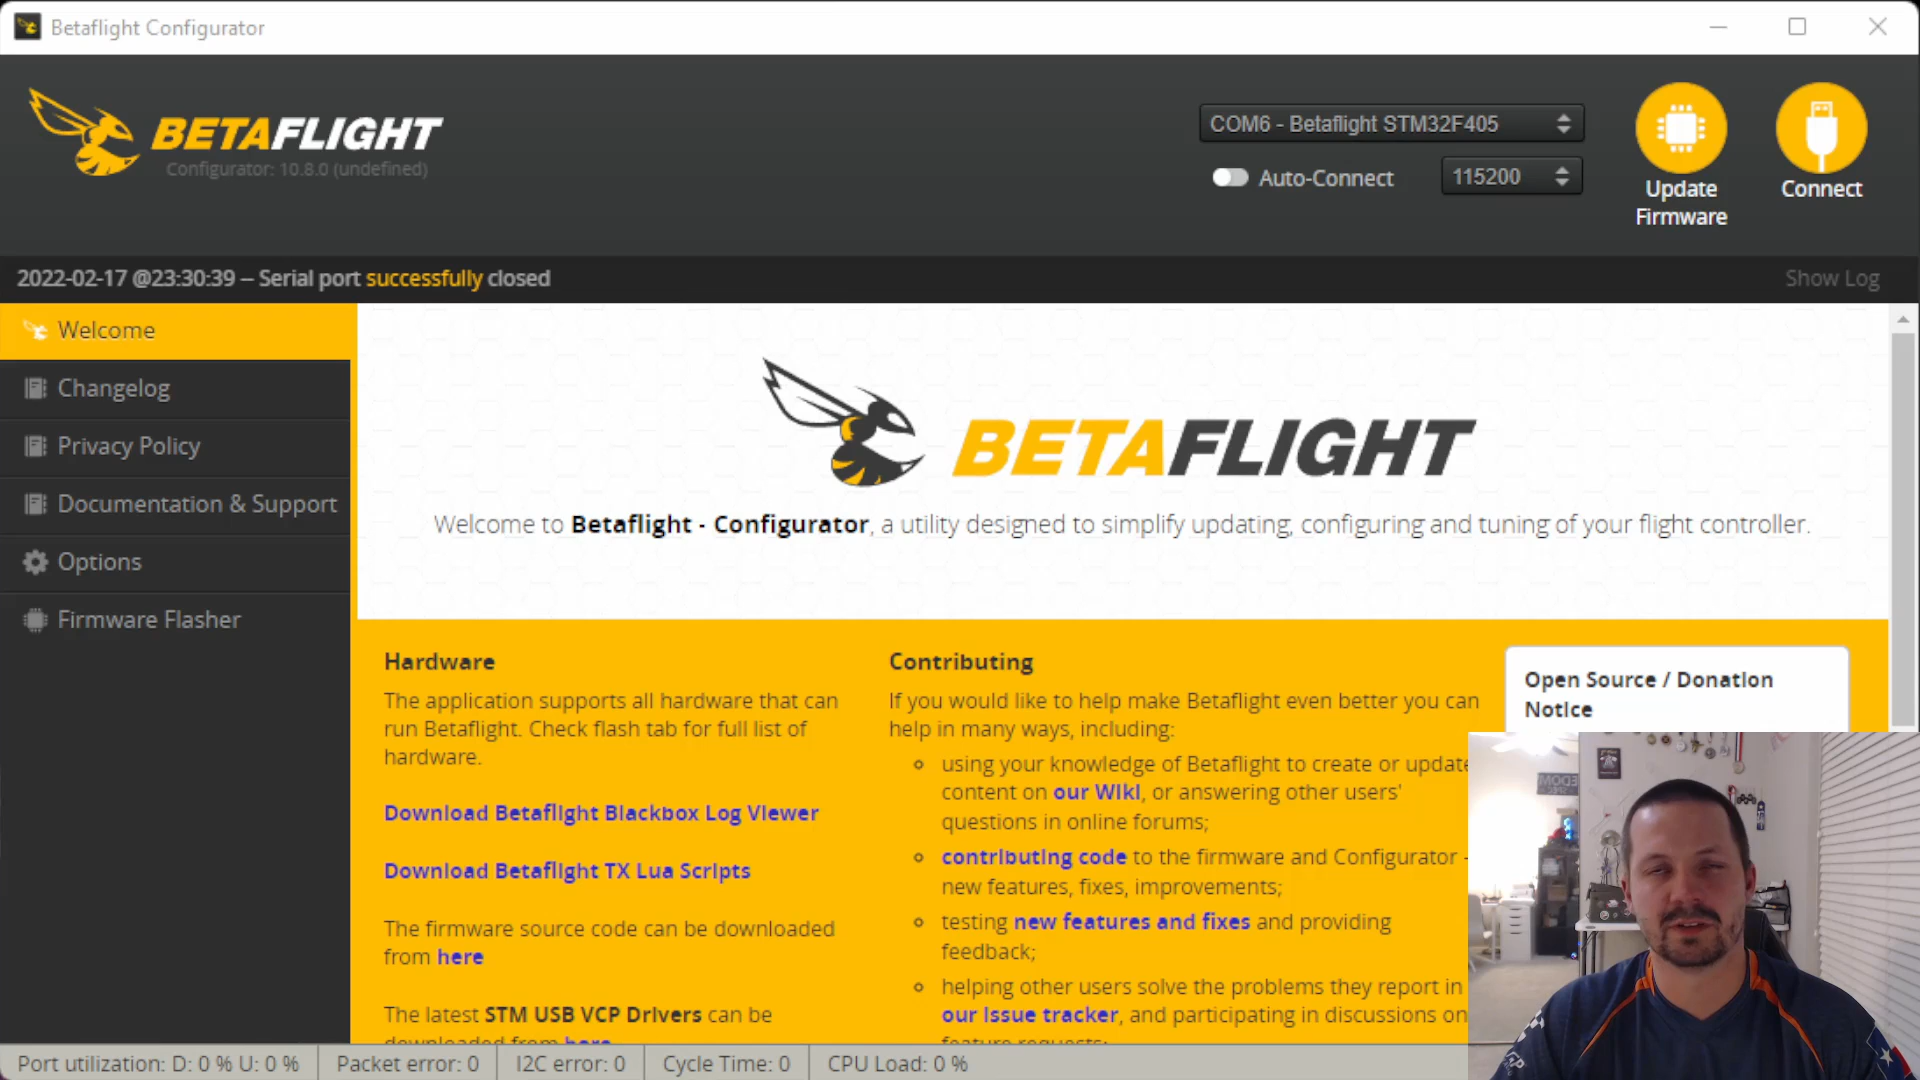 Betaflight Configurator
BETAFLIGHT
Configurator: 10.8.0 (undefined)
COM6 - Betaflight STM32F405
Auto-Connect
115200
Update
Firmware
Connect
2022-02-17 @23:30:39 -- Serial port successfully closed
Show Log
Welcome
Changelog
Privacy Policy
Documentation & Support
Options
Firmware Flasher
BETAFLIGHT
Welcome to Betaflight - Configurator, a utility designed to simplify updating, configuring and tuning of your flight controller.
Hardware
The application supports all hardware that can
run Betaflight. Check flash tab for full list of
hardware.
Download Betaflight Blackbox Log Viewer
Download Betaflight TX Lua Scripts
The firmware source code can be downloaded
from here
The latest STM USB VCP Drivers can be
downloaded from here
Contributing
If you would like to help make Betaflight even better you can
help in many ways, including:
using your knowledge of Betaflight to create or update
content on our Wiki, or answering other users'
questions in online forums;
contributing code to the firmware and Configurator -
new features, fixes, improvements;
testing new features and fixes and providing
feedback;
helping other users solve the problems they report in
our issue tracker, and participating in discussions on
feature requests;
Open Source / Donation
Notice
Port utilization: D: 0 % U: 0 %
Packet error: 0
I2C error: 0
Cycle Time: 0
CPU Load: 0 %